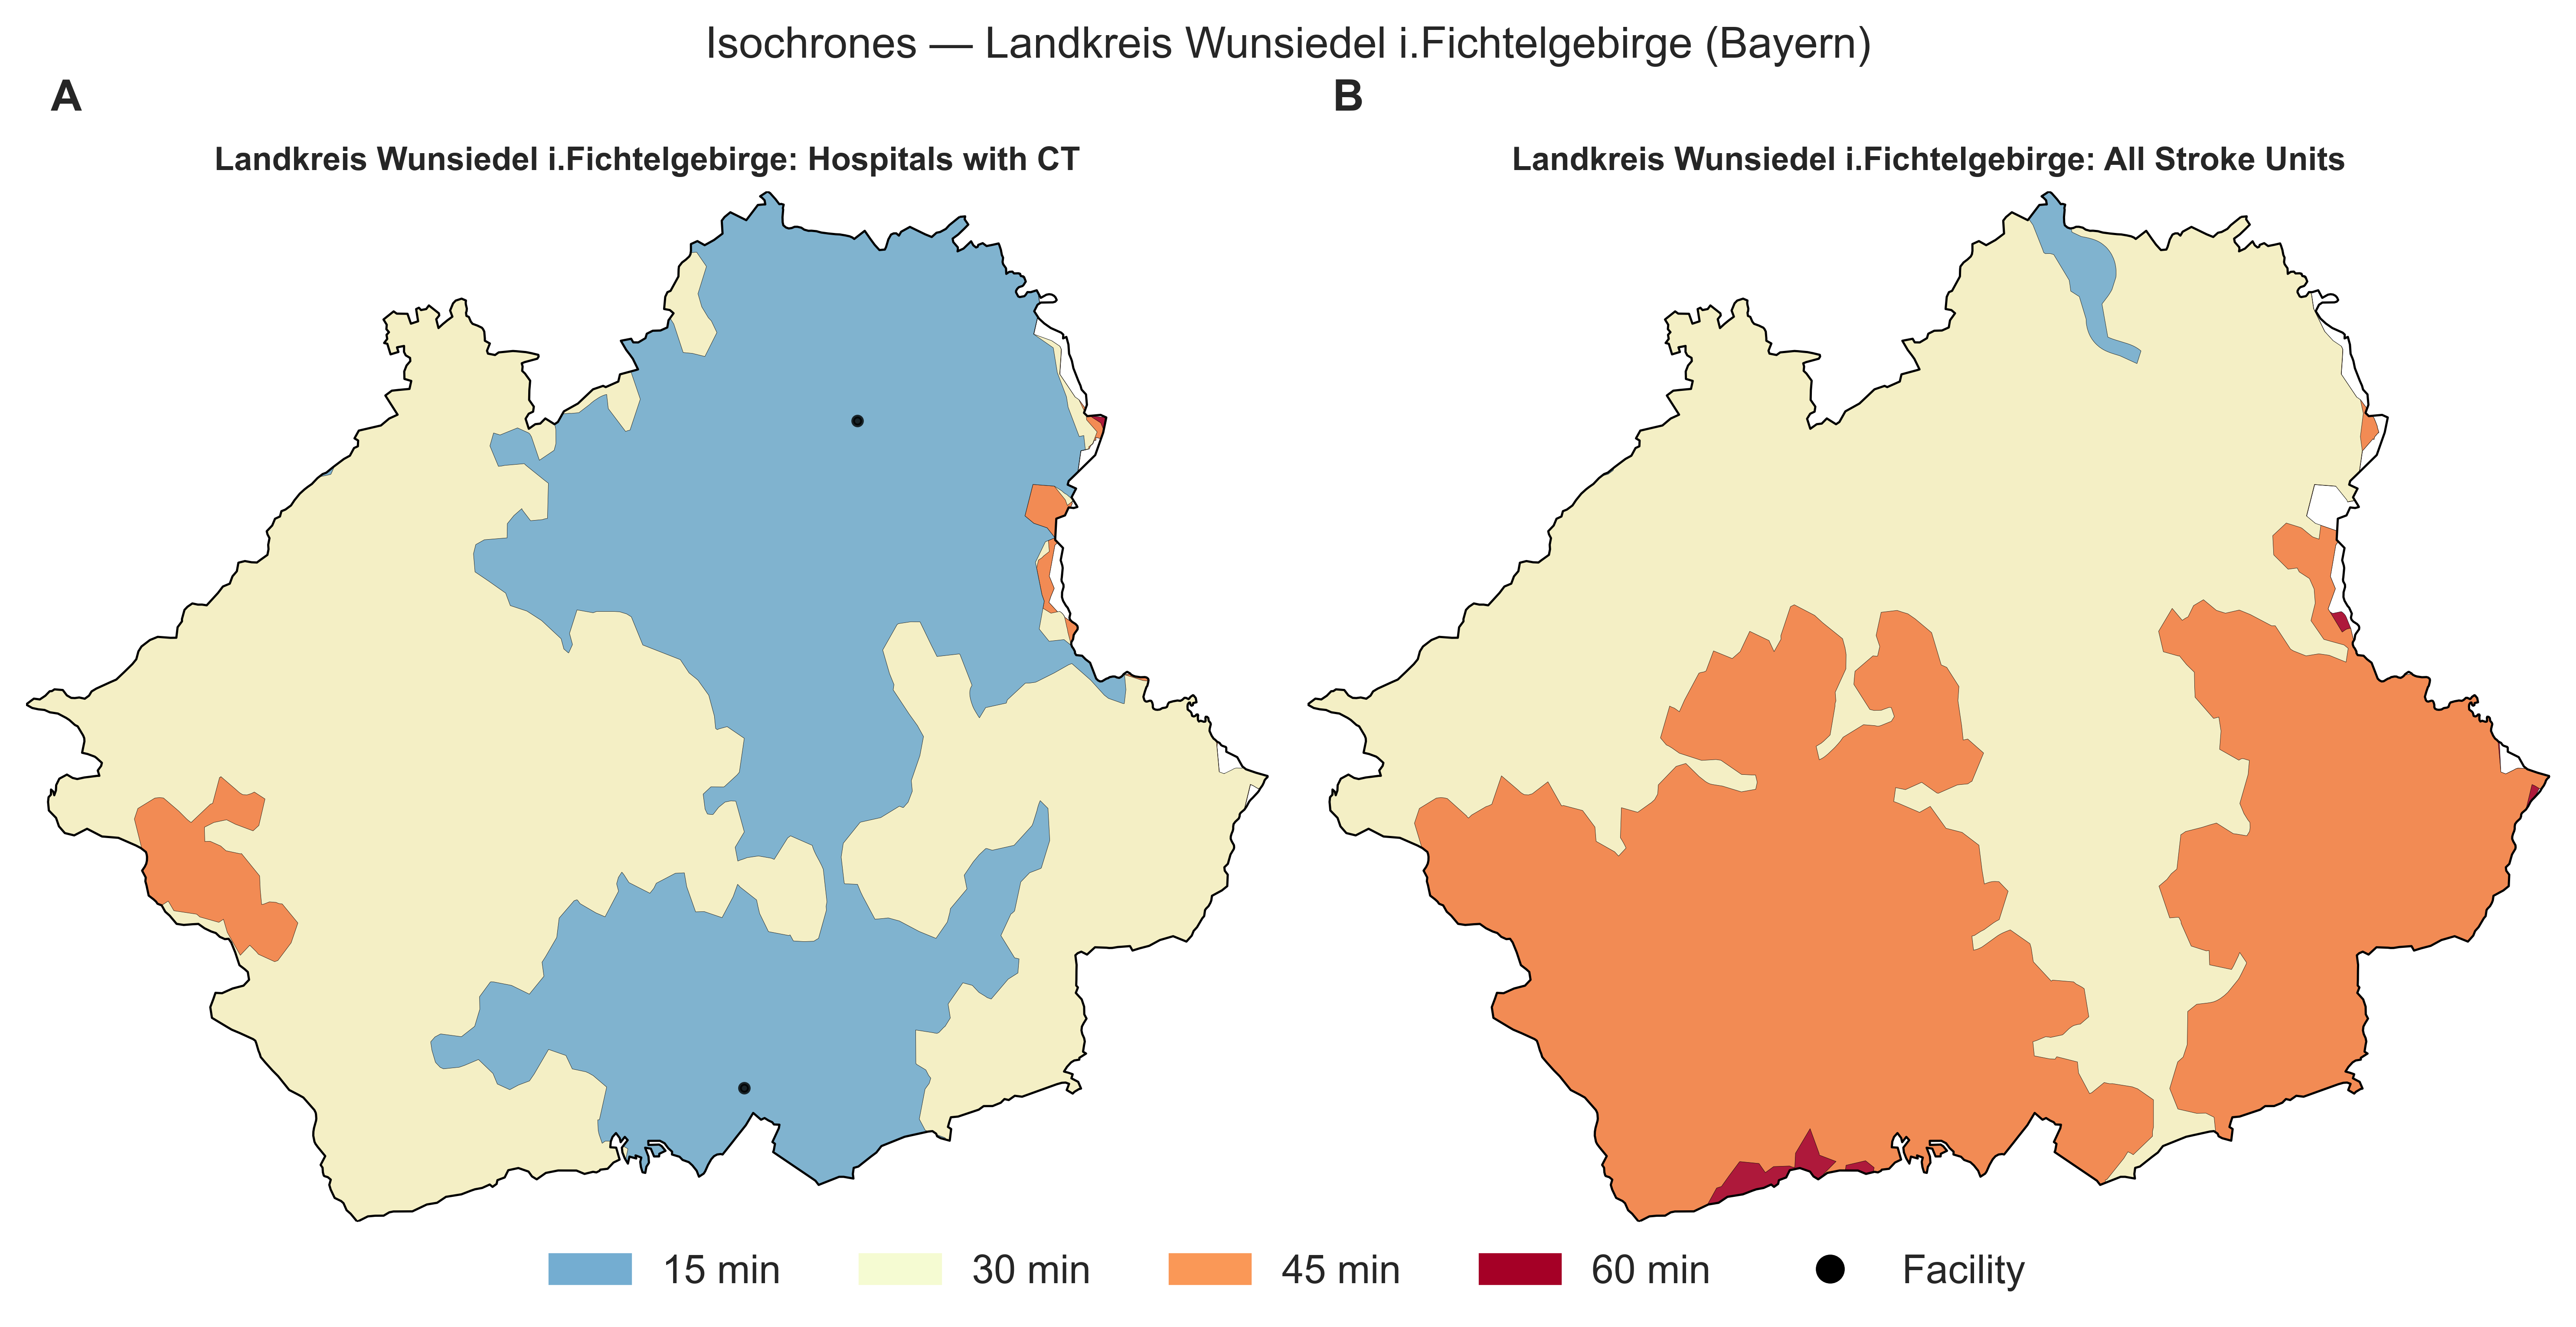 Isochrones — Landkreis Wunsiedel i.Fichtelgebirge (Bayern)
A
B
Landkreis Wunsiedel i.Fichtelgebirge: Hospitals with CT
Landkreis Wunsiedel i.Fichtelgebirge: All Stroke Units
15 min
30 min
45 min
60 min
Facility